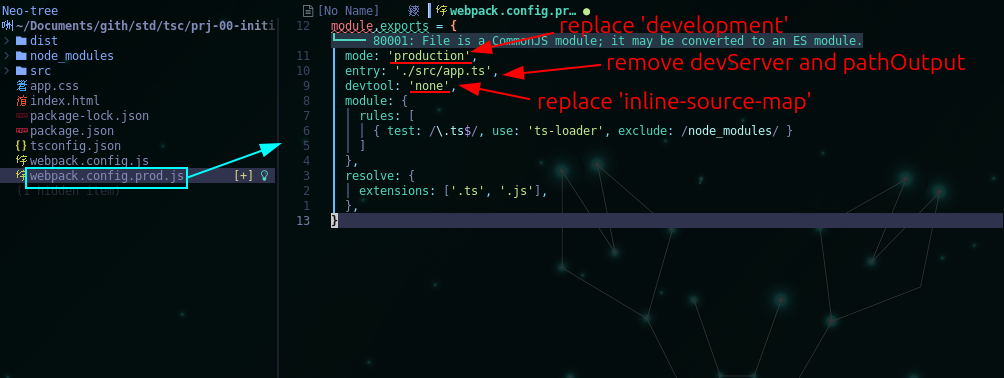 Neo-tree
~/Documents/gith/std/tsc/prj-00-initi
dist
node_modules
src
app.css
index.html
package-lock.json
package.json
tsconfig.json
webpack.config.js
webpack.config.prod.js [+]
(1 hidden item)
[No Name] webpack.config.pr…
12 module.exports = {
80001: File is a CommonJS module; it may be converted to an ES module.
11 mode: 'production',
10 entry: './src/app.ts',
9 devtool: 'none',
8 module: {
7 rules: [
6 { test: /\.ts$/, use: 'ts-loader', exclude: /node_modules/ }
5 ]
4 },
3 resolve: {
2 extensions: ['.ts', '.js'],
1 },
13 }
replace 'development'
remove devServer and pathOutput
replace 'inline-source-map'